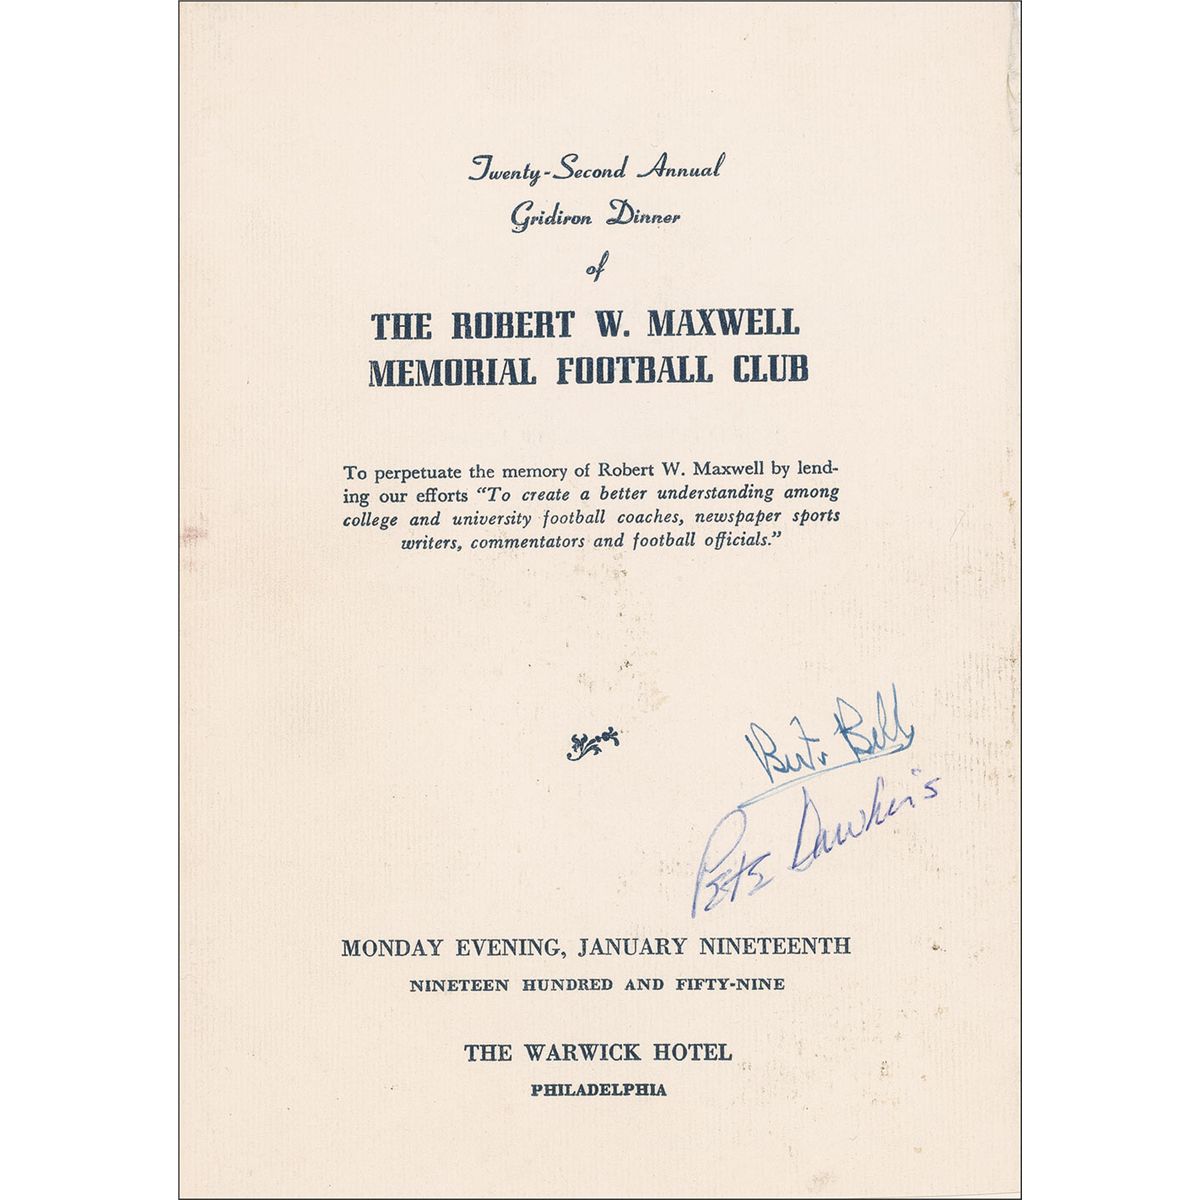 Twenty-Second Annual
Gridiron Dinner
of
THE ROBERT W. MAXWELL
MEMORIAL FOOTBALL CLUB
To perpetuate the memory of Robert W. Maxwell by lend-
ing our efforts “To create a better understanding among
college and university football coaches, newspaper sports
writers, commentators and football officials.”
Bert Bell
Pete Dawkins
MONDAY EVENING, JANUARY NINETEENTH
NINETEEN HUNDRED AND FIFTY-NINE
THE WARWICK HOTEL
PHILADELPHIA